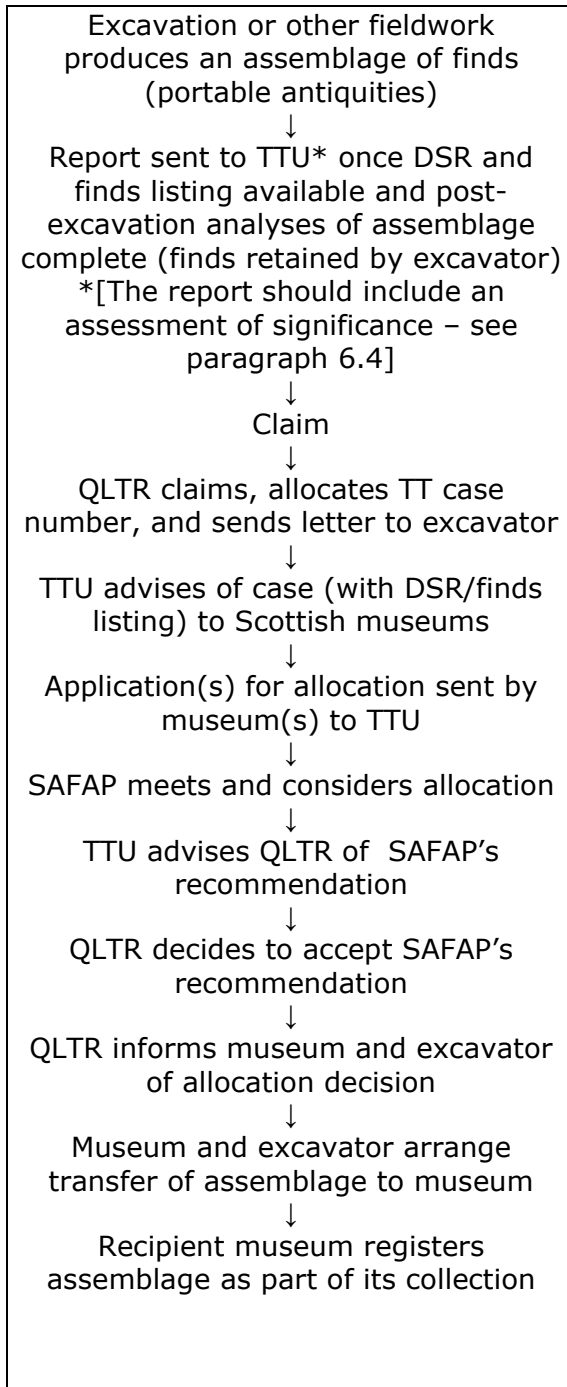 Excavation or other fieldwork
produces an assemblage of finds
(portable antiquities)
↓
Report sent to TTU* once DSR and
finds listing available and post-
excavation analyses of assemblage
complete (finds retained by excavator)
*[The report should include an
assessment of significance – see
paragraph 6.4]
↓
Claim
↓
QLTR claims, allocates TT case
number, and sends letter to excavator
↓
TTU advises of case (with DSR/finds
listing) to Scottish museums
↓
Application(s) for allocation sent by
museum(s) to TTU
↓
SAFAP meets and considers allocation
↓
TTU advises QLTR of  SAFAP’s
recommendation
↓
QLTR decides to accept SAFAP’s
recommendation
↓
QLTR informs museum and excavator
of allocation decision
↓
Museum and excavator arrange
transfer of assemblage to museum
↓
Recipient museum registers
assemblage as part of its collection